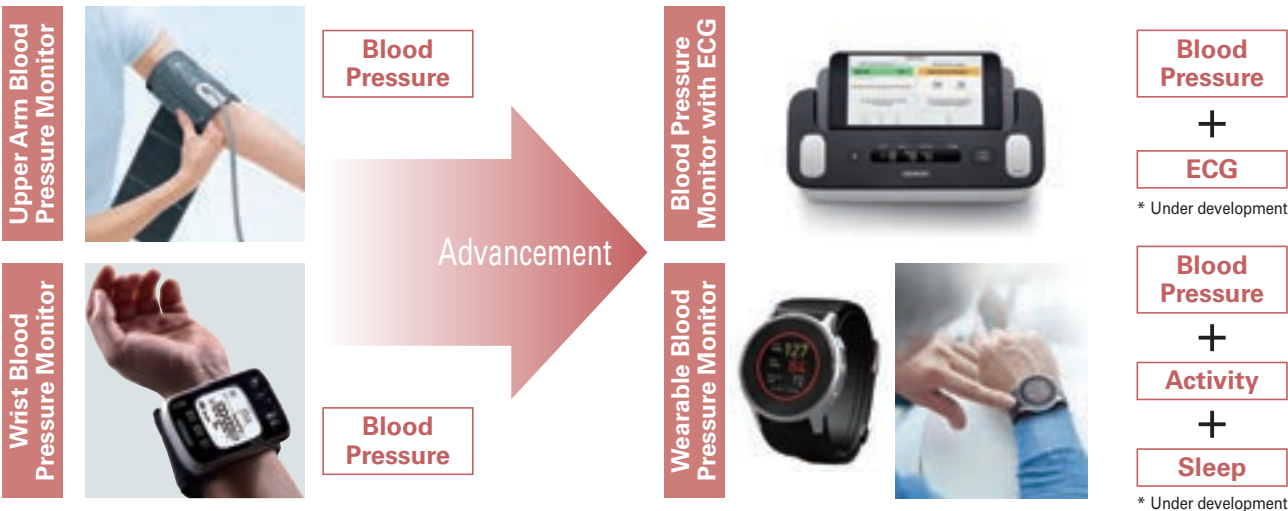 Upper Arm Blood
Pressure Monitor
Blood
Pressure
Wrist Blood
Pressure Monitor
Blood
Pressure
Advancement
Blood Pressure
Monitor with ECG
Blood
Pressure
+
ECG
* Under development
Wearable Blood
Pressure Monitor
127
84
Blood
Pressure
+
Activity
+
Sleep
* Under development